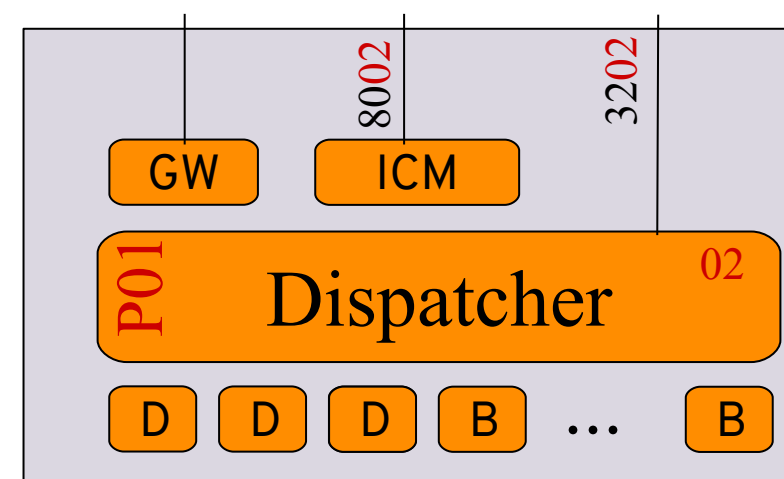 8002
3202
GW
ICM
P01
Dispatcher
02
D
D
D
B
...
B